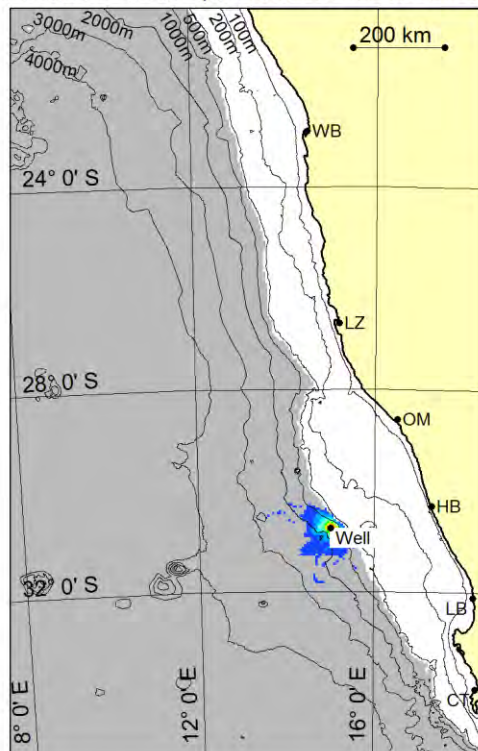 3000m
2000m
1000m
500m
200m
100m
4000m
200 km
WB
24° 0' S
LZ
28° 0' S
OM
HB
Well
32° 0' S
LB
CT
8° 0' E
12° 0' E
16° 0' E